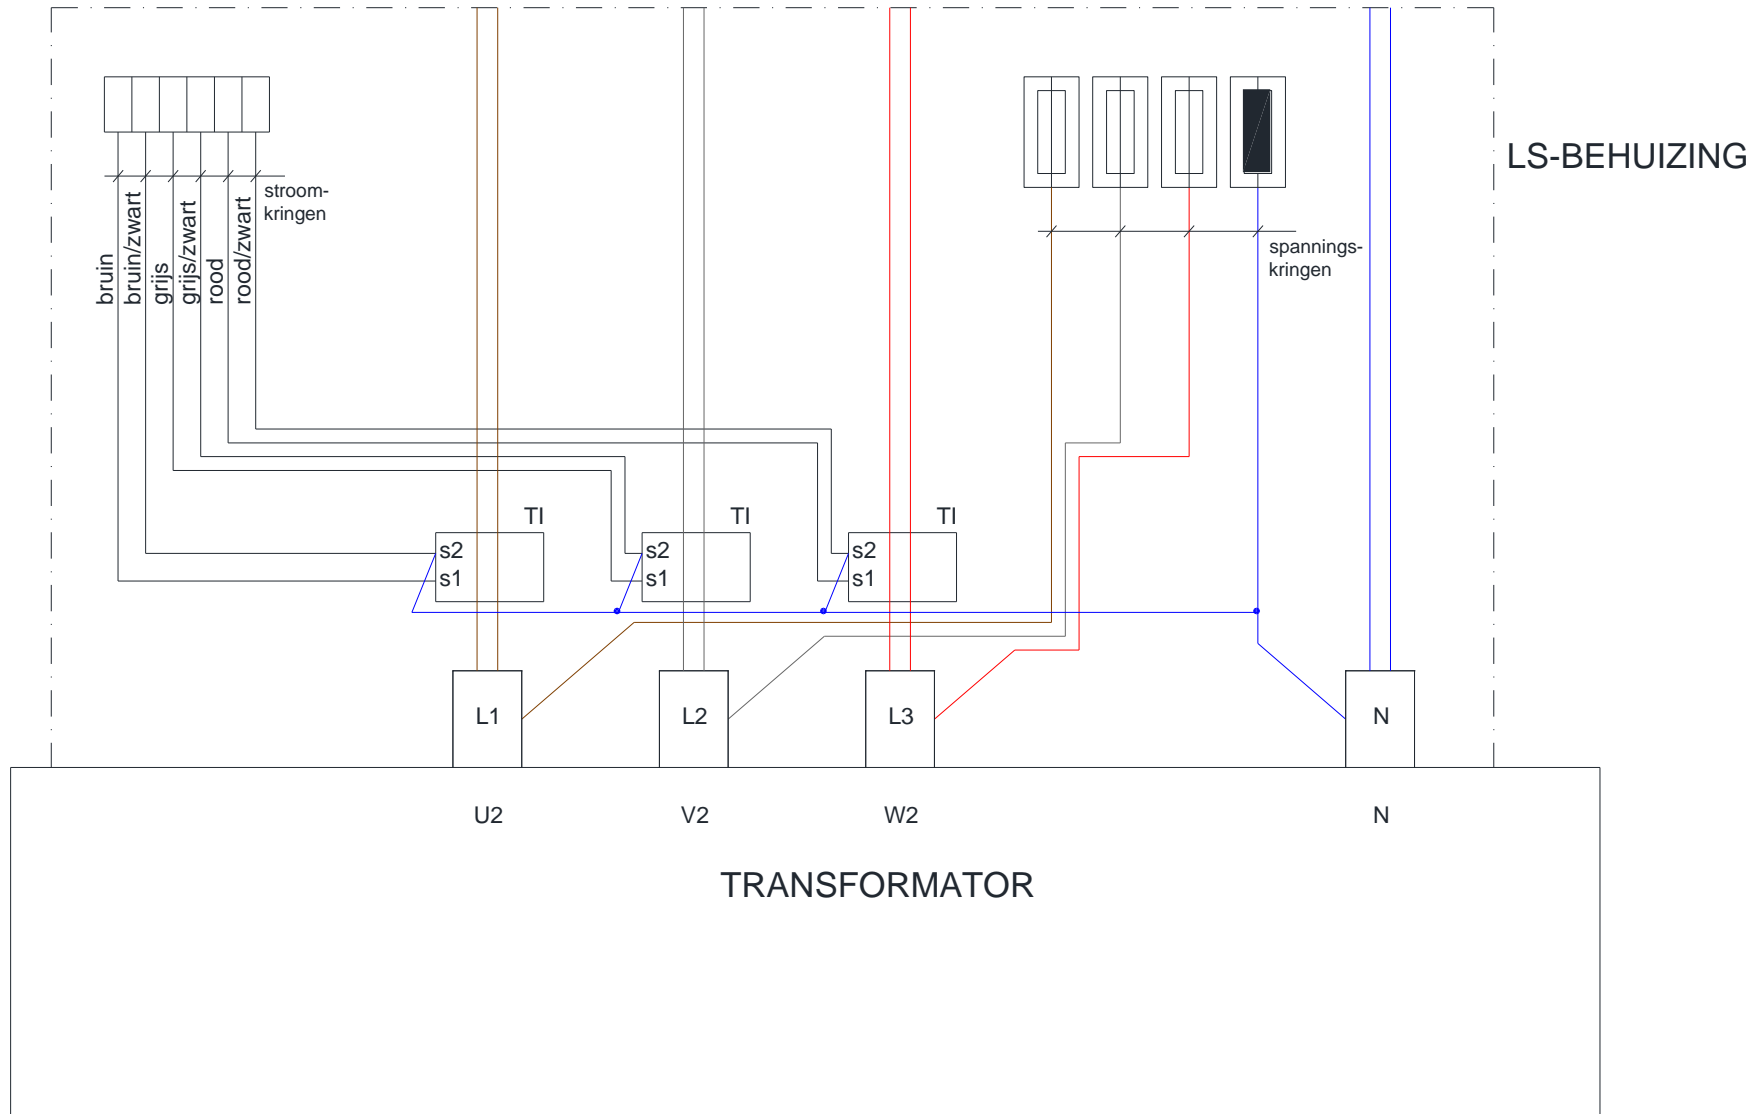 LS-BEHUIZING
stroom-
kringen
bruin
bruin/zwart
grijs
grijs/zwart
rood
rood/zwart
spannings-
kringen
TI
TI
TI
s2
s1
s2
s1
s2
s1
L1
L2
L3
N
U2
V2
W2
N
TRANSFORMATOR